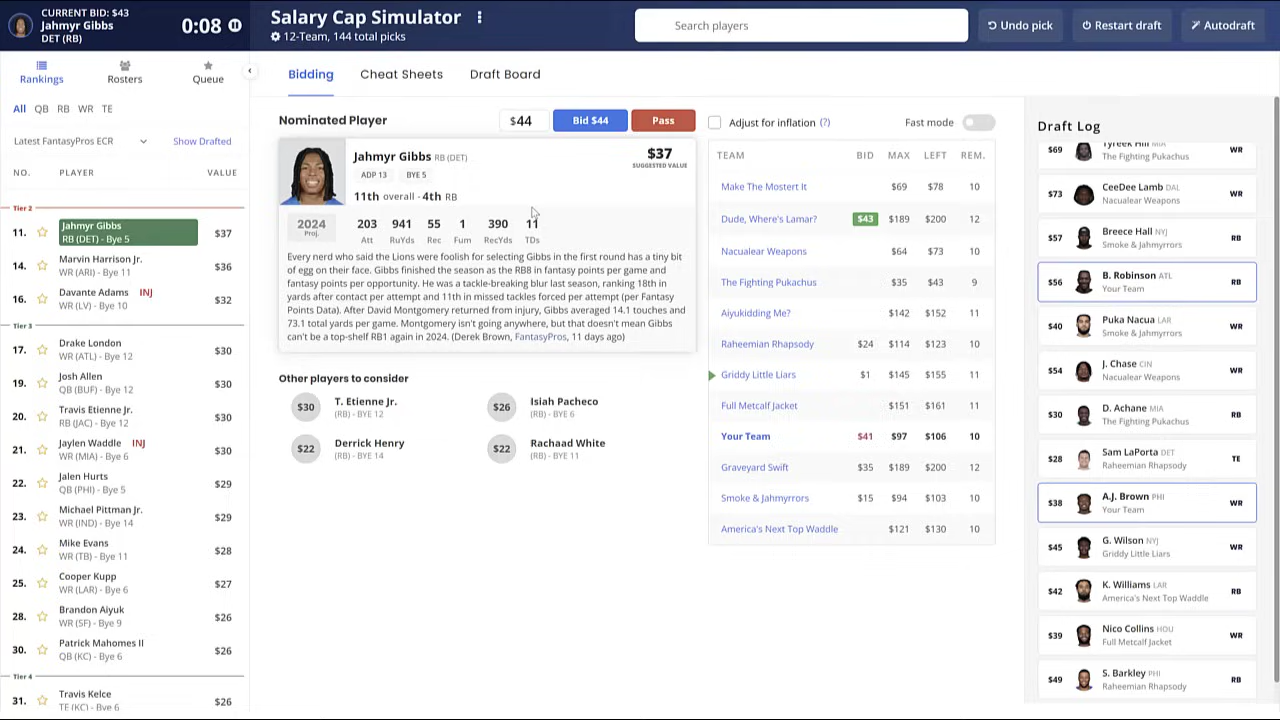 CURRENT BID: $43
Jahmyr Gibbs
DET (RB)
0:08
Salary Cap Simulator
12-Team, 144 total picks
Search players
Undo pick
Restart draft
Autodraft
Rankings
Rosters
Queue
Bidding
Cheat Sheets
Draft Board
All QB RB WR TE
Latest FantasyPros ECR
Show Drafted
NO. PLAYER VALUE
Tier 2
11. Jahmyr Gibbs $37
RB (DET) - Bye 5
14. Marvin Harrison Jr. $36
WR (ARI) - Bye 11
16. Davante Adams INJ $32
WR (LV) - Bye 10
Tier 3
17. Drake London $30
WR (ATL) - Bye 12
19. Josh Allen $30
QB (BUF) - Bye 12
20. Travis Etienne Jr. $30
RB (JAC) - Bye 12
21. Jaylen Waddle INJ $30
WR (MIA) - Bye 6
22. Jalen Hurts $29
QB (PHI) - Bye 5
23. Michael Pittman Jr. $29
WR (IND) - Bye 14
24. Mike Evans $28
WR (TB) - Bye 11
25. Cooper Kupp $27
WR (LAR) - Bye 6
28. Brandon Aiyuk $26
WR (SF) - Bye 9
30. Patrick Mahomes II $26
QB (KC) - Bye 6
Tier 4
31. Travis Kelce $26
TE (KC) - Bye 6
Nominated Player
$44
Bid $44
Pass
Jahmyr Gibbs RB (DET)
ADP 13 BYE 5
11th overall - 4th RB
$37
SUGGESTED VALUE
2024 203 941 55 1 390 11
Proj. Att RuYds Rec Fum RecYds TDs
Every nerd who said the Lions were foolish for selecting Gibbs in the first round has a tiny bit
of egg on their face. Gibbs finished the season as the RB8 in fantasy points per game and
fantasy points per opportunity. He was a tackle-breaking blur last season, ranking 18th in
yards after contact per attempt and 11th in missed tackles forced per attempt (per Fantasy
Points Data). After David Montgomery returned from injury, Gibbs averaged 14.1 touches and
73.1 total yards per game. Montgomery isn't going anywhere, but that doesn't mean Gibbs
can't be a top-shelf RB1 again in 2024. (Derek Brown, FantasyPros, 11 days ago)
Other players to consider
$30 T. Etienne Jr.
(RB) - BYE 12
$26 Isiah Pacheco
(RB) - BYE 6
$22 Derrick Henry
(RB) - BYE 14
$22 Rachaad White
(RB) - BYE 11
Adjust for inflation (?)
Fast mode
TEAM BID MAX LEFT REM.
Make The Mostert It $69 $78 10
Dude, Where's Lamar? $43 $189 $200 12
Nacualear Weapons $64 $73 10
The Fighting Pukachus $35 $43 9
Aiyukidding Me? $142 $152 11
Raheemian Rhapsody $24 $114 $123 10
Griddy Little Liars $1 $145 $155 11
Full Metcalf Jacket $151 $161 11
Your Team $41 $97 $106 10
Graveyard Swift $35 $189 $200 12
Smoke & Jahmyrrors $15 $94 $103 10
America's Next Top Waddle $121 $130 10
Draft Log
$69 Tyreek Hill MIA WR
The Fighting Pukachus
$73 CeeDee Lamb DAL WR
Nacualear Weapons
$57 Breece Hall NYJ RB
Smoke & Jahmyrrors
$56 B. Robinson ATL RB
Your Team
$40 Puka Nacua LAR WR
Smoke & Jahmyrrors
$54 J. Chase CIN WR
Nacualear Weapons
$30 D. Achane MIA RB
The Fighting Pukachus
$28 Sam LaPorta DET TE
Raheemian Rhapsody
$38 A.J. Brown PHI WR
Your Team
$45 G. Wilson NYJ WR
Griddy Little Liars
$42 K. Williams LAR RB
America's Next Top Waddle
$39 Nico Collins HOU WR
Full Metcalf Jacket
$49 S. Barkley PHI RB
Raheemian Rhapsody